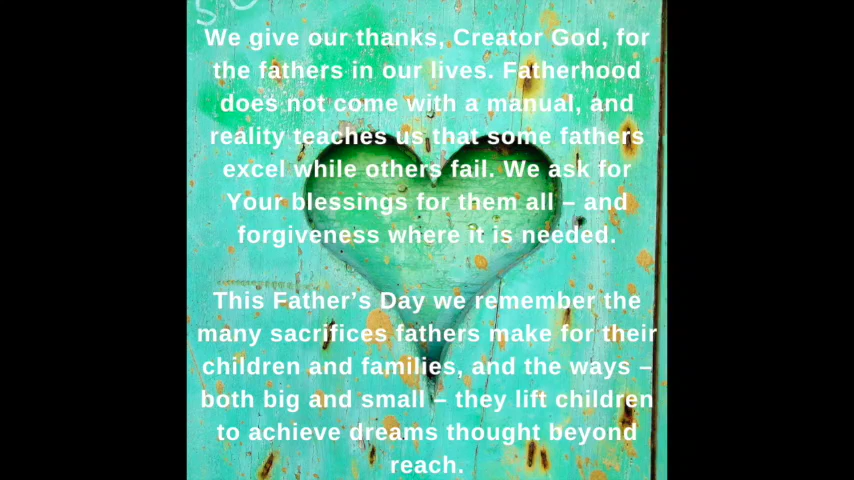 We give our thanks, Creator God, for
the fathers in our lives. Fatherhood
does not come with a manual, and
reality teaches us that some fathers
excel while others fail. We ask for
Your blessings for them all – and
forgiveness where it is needed.
This Father’s Day we remember the
many sacrifices fathers make for their
children and families, and the ways –
both big and small – they lift children
to achieve dreams thought beyond
reach.